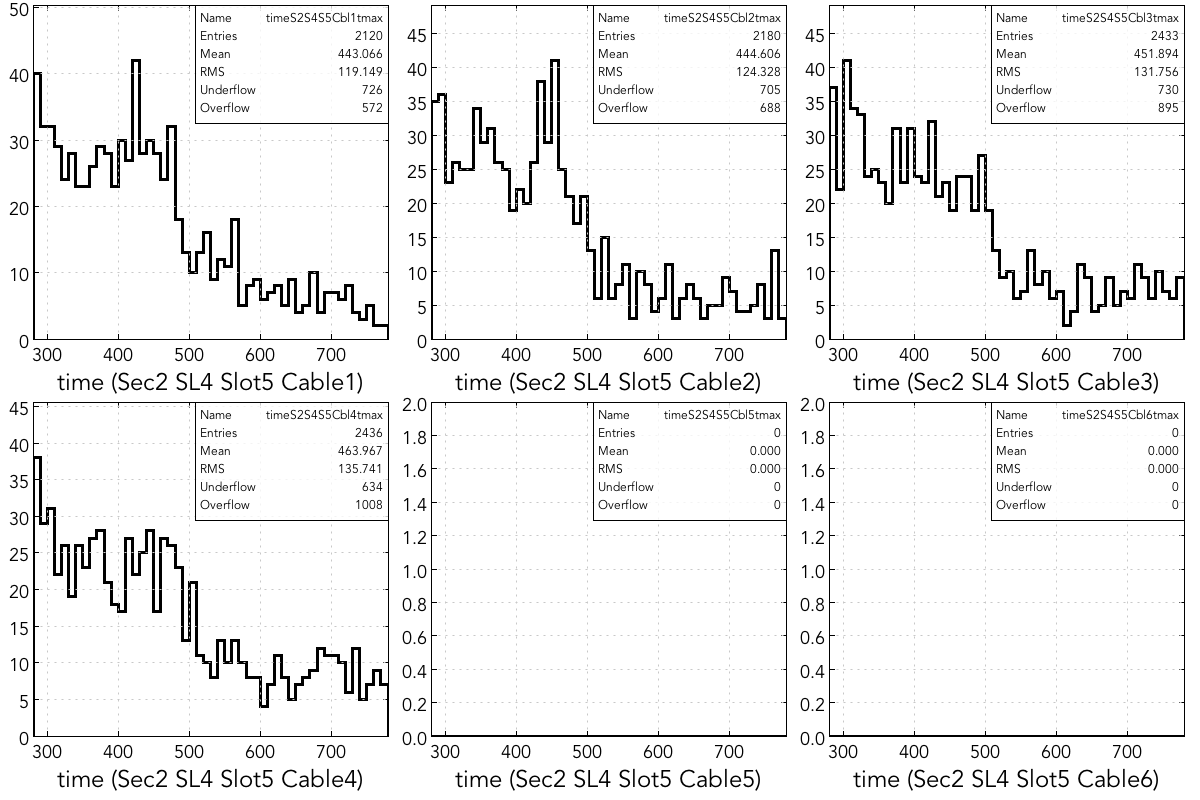 50
40
30
20
10
0
300 400 500 600 700
time (Sec2 SL4 Slot5 Cable1)
Name timeS2S4S5Cbl1tmax
Entries 2120
Mean 443.066
RMS 119.149
Underflow 726
Overflow 572
45
40
35
30
25
20
15
10
5
0
300 400 500 600 700
time (Sec2 SL4 Slot5 Cable2)
Name timeS2S4S5Cbl2tmax
Entries 2180
Mean 444.606
RMS 124.328
Underflow 705
Overflow 688
45
40
35
30
25
20
15
10
5
0
300 400 500 600 700
time (Sec2 SL4 Slot5 Cable3)
Name timeS2S4S5Cbl3tmax
Entries 2433
Mean 451.894
RMS 131.756
Underflow 730
Overflow 895
45
40
35
30
25
20
15
10
5
0
300 400 500 600 700
time (Sec2 SL4 Slot5 Cable4)
Name timeS2S4S5Cbl4tmax
Entries 2436
Mean 463.967
RMS 135.741
Underflow 634
Overflow 1008
2.0
1.8
1.6
1.4
1.2
1.0
0.8
0.6
0.4
0.2
0.0
300 400 500 600 700
time (Sec2 SL4 Slot5 Cable5)
Name timeS2S4S5Cbl5tmax
Entries 0
Mean 0.000
RMS 0.000
Underflow 0
Overflow 0
2.0
1.8
1.6
1.4
1.2
1.0
0.8
0.6
0.4
0.2
0.0
300 400 500 600 700
time (Sec2 SL4 Slot5 Cable6)
Name timeS2S4S5Cbl6tmax
Entries 0
Mean 0.000
RMS 0.000
Underflow 0
Overflow 0